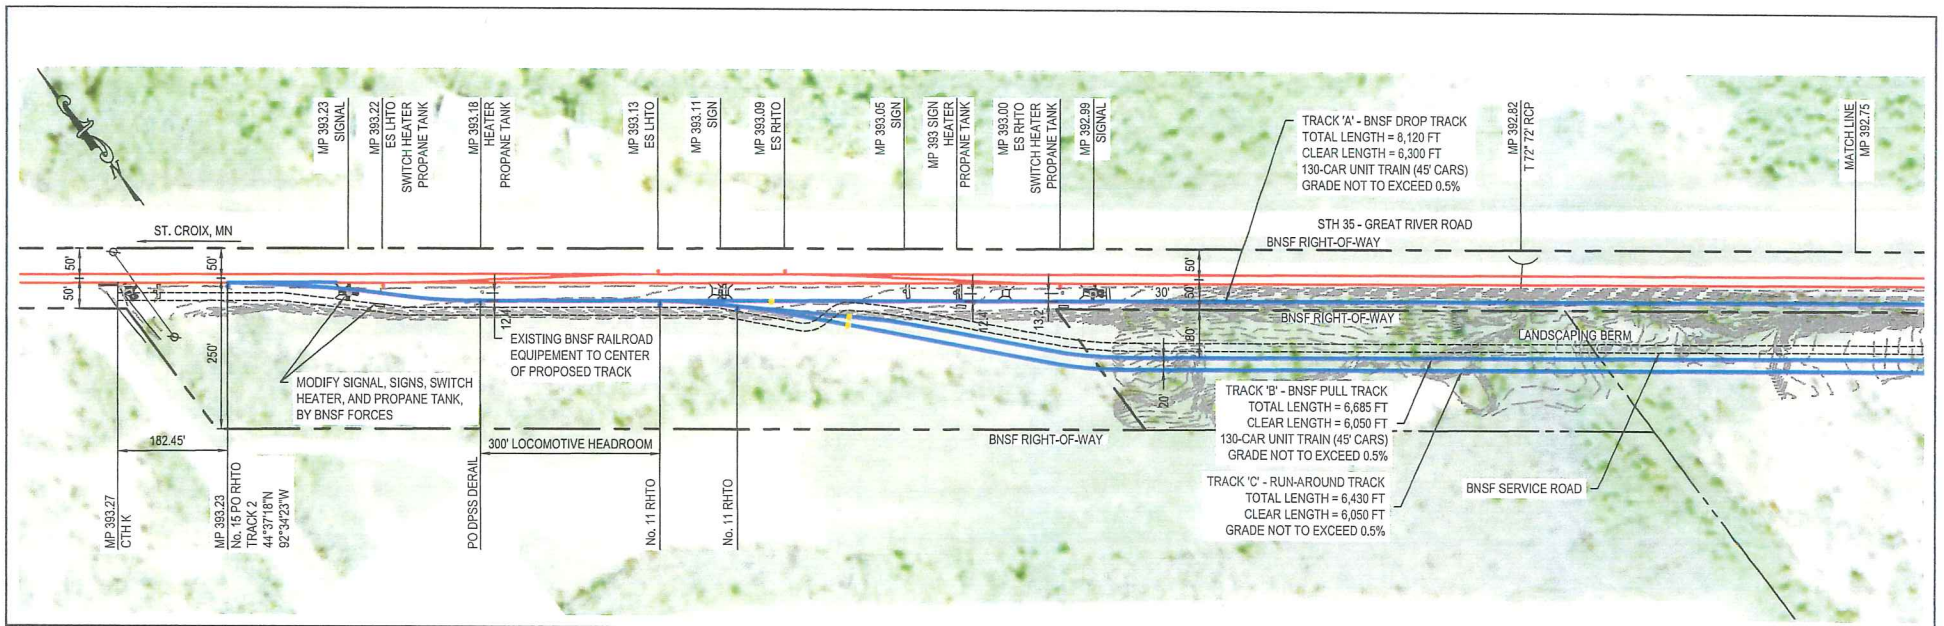 MP 393.23
SIGNAL
MP 393.22
ES LHTO
SWITCH HEATER
PROPANE TANK
MP 393.18
HEATER
PROPANE TANK
MP 393.13
ES LHTO
MP 393.11
SIGN
MP 393.09
ES RHTO
MP 393.05
SIGN
MP 393 SIGN
HEATER
PROPANE TANK
MP 393.00
ES RHTO
SWITCH HEATER
PROPANE TANK
MP 392.99
SIGNAL
TRACK 'A' - BNSF DROP TRACK
TOTAL LENGTH = 8,120 FT
CLEAR LENGTH = 6,300 FT
130-CAR UNIT TRAIN (45' CARS)
GRADE NOT TO EXCEED 0.5%
MP 392.82
T 72" 72' RCP
MATCH LINE
MP 392.75
ST. CROIX, MN
STH 35 - GREAT RIVER ROAD
BNSF RIGHT-OF-WAY
50'
50'
50'
50'
50'
30'
12.4'
12.4'
13.2'
BNSF RIGHT-OF-WAY
LANDSCAPING BERM
80'
EXISTING BNSF RAILROAD
EQUIPEMENT TO CENTER
OF PROPOSED TRACK
250'
MODIFY SIGNAL, SIGNS, SWITCH
HEATER, AND PROPANE TANK,
BY BNSF FORCES
20'
TRACK 'B' - BNSF PULL TRACK
TOTAL LENGTH = 6,685 FT
CLEAR LENGTH = 6,050 FT
130-CAR UNIT TRAIN (45' CARS)
GRADE NOT TO EXCEED 0.5%
182.45'
300' LOCOMOTIVE HEADROOM
BNSF RIGHT-OF-WAY
TRACK 'C' - RUN-AROUND TRACK
TOTAL LENGTH = 6,430 FT
CLEAR LENGTH = 6,050 FT
GRADE NOT TO EXCEED 0.5%
BNSF SERVICE ROAD
MP 393.27
CTH K
MP 393.23
No. 15 PO RHTO
TRACK 2
44°37'18"N
92°34'23"W
PO DPSS DERAIL
No. 11 RHTO
No. 11 RHTO